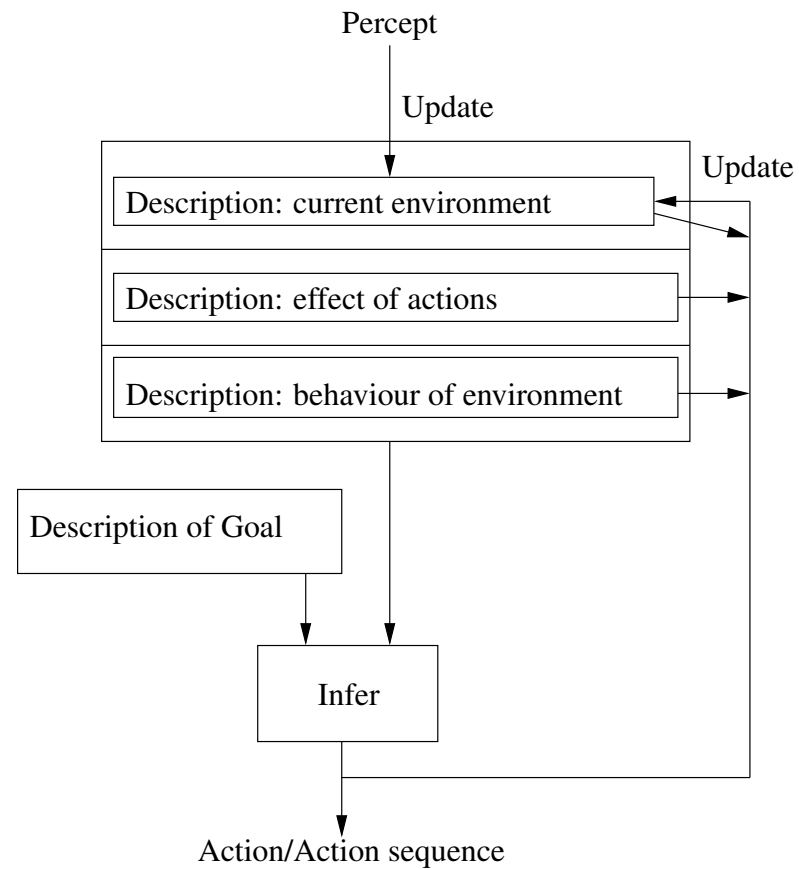 Percept
Update
Update
Description: current environment
Description: effect of actions
Description: behaviour of environment
Description of Goal
Infer
Action/Action sequence